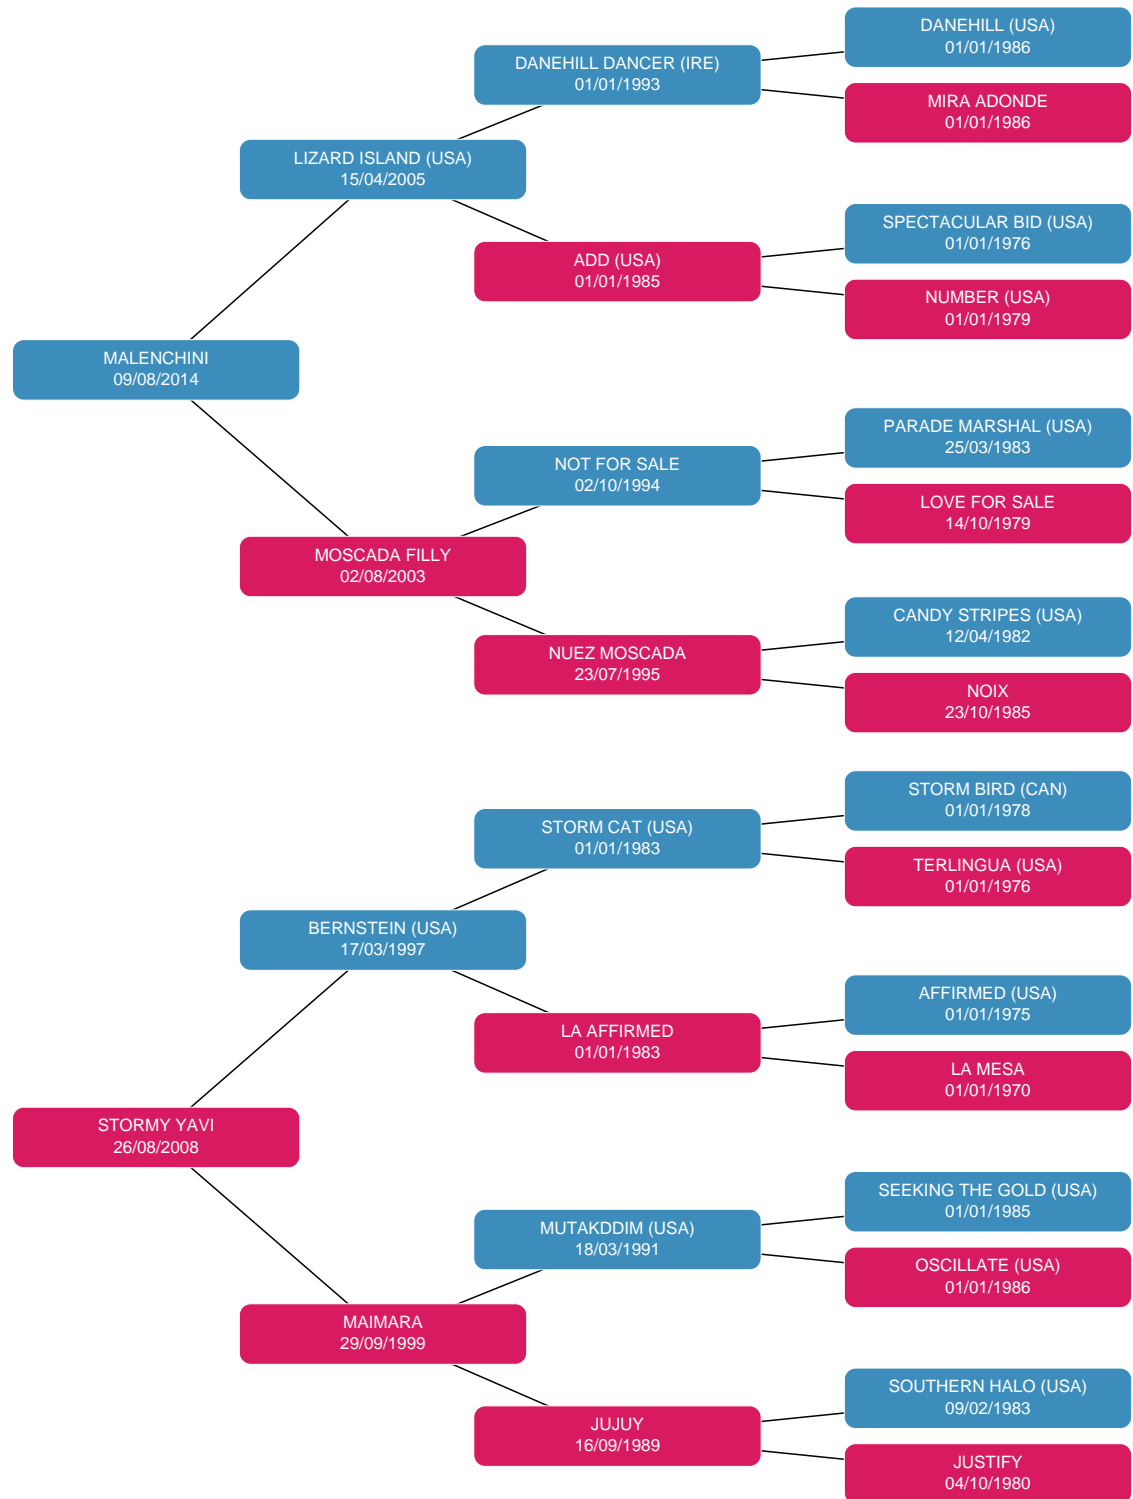 DANEHILL (USA)
01/01/1986
DANEHILL DANCER (IRE)
01/01/1993
MIRA ADONDE
01/01/1986
LIZARD ISLAND (USA)
15/04/2005
SPECTACULAR BID (USA)
01/01/1976
ADD (USA)
01/01/1985
NUMBER (USA)
01/01/1979
MALENCHINI
09/08/2014
PARADE MARSHAL (USA)
25/03/1983
NOT FOR SALE
02/10/1994
LOVE FOR SALE
14/10/1979
MOSCADA FILLY
02/08/2003
CANDY STRIPES (USA)
12/04/1982
NUEZ MOSCADA
23/07/1995
NOIX
23/10/1985
STORM BIRD (CAN)
01/01/1978
STORM CAT (USA)
01/01/1983
TERLINGUA (USA)
01/01/1976
BERNSTEIN (USA)
17/03/1997
AFFIRMED (USA)
01/01/1975
LA AFFIRMED
01/01/1983
LA MESA
01/01/1970
STORMY YAVI
26/08/2008
SEEKING THE GOLD (USA)
01/01/1985
MUTAKDDIM (USA)
18/03/1991
OSCILLATE (USA)
01/01/1986
MAIMARA
29/09/1999
SOUTHERN HALO (USA)
09/02/1983
JUJUY
16/09/1989
JUSTIFY
04/10/1980